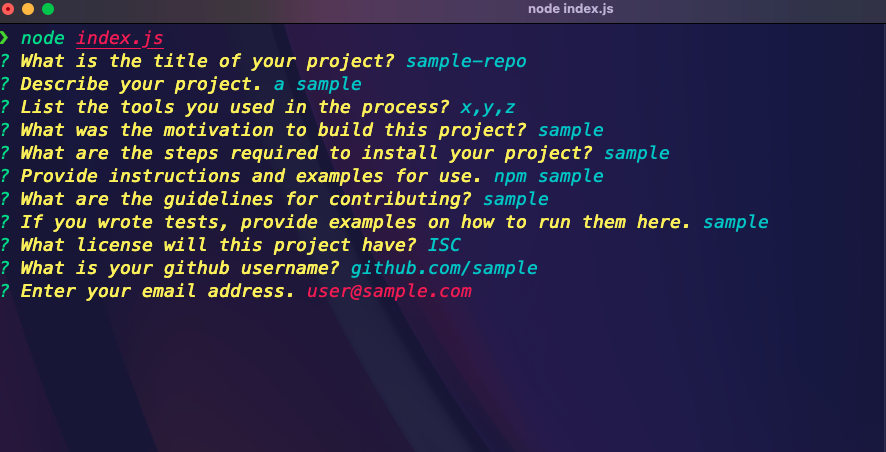 node index.js
❯ node index.js
? What is the title of your project? sample-repo
? Describe your project. a sample
? List the tools you used in the process? x,y,z
? What was the motivation to build this project? sample
? What are the steps required to install your project? sample
? Provide instructions and examples for use. npm sample
? What are the guidelines for contributing? sample
? If you wrote tests, provide examples on how to run them here. sample
? What license will this project have? ISC
? What is your github username? github.com/sample
? Enter your email address. user@sample.com